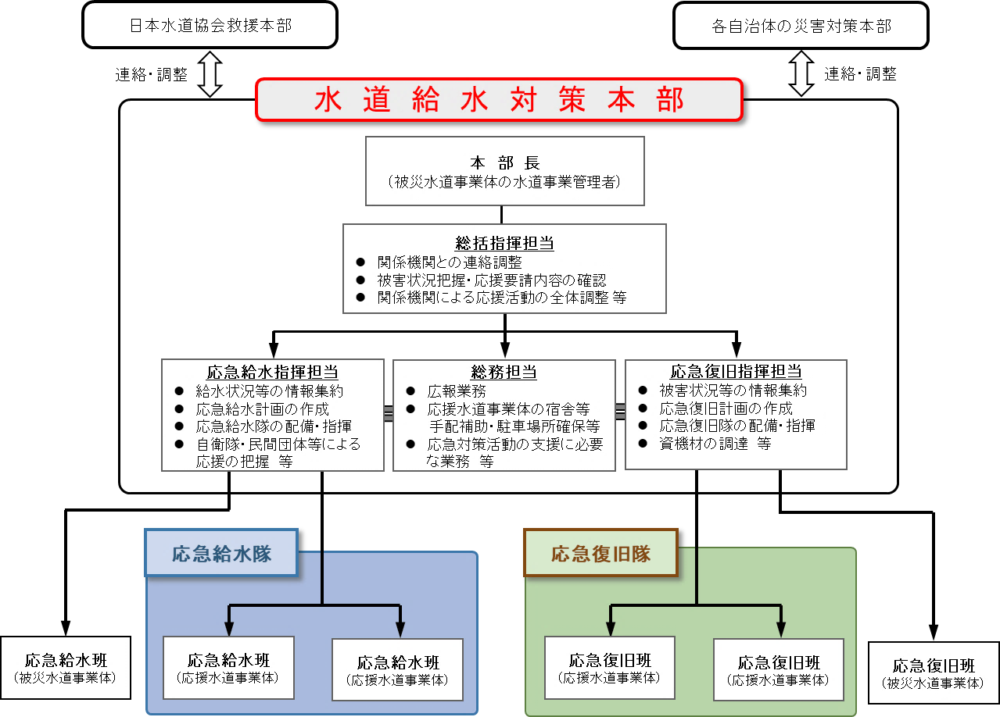 日本水道協会救援本部
各自治体の災害対策本部
連絡・調整
連絡・調整
水道給水対策本部
本部長
（被災水道事業体の水道事業管理者）
総括指揮担当
● 関係機関との連絡調整
● 被害状況把握・応援要請内容の確認
● 関係機関による応援活動の全体調整 等
応急給水指揮担当
● 給水状況等の情報集約
● 応急給水計画の作成
● 応急給水隊の配備・指揮
● 自衛隊・民間団体等による
応援の把握 等
総務担当
● 広報業務
● 応援水道事業体の宿舎等
手配補助・駐車場所確保等
● 応急対策活動の支援に必要
な業務 等
応急復旧指揮担当
● 被害状況等の情報集約
● 応急復旧計画の作成
● 応急復旧隊の配備・指揮
● 資機材の調達 等
応急給水隊
応急復旧隊
応急給水班
（被災水道事業体）
応急給水班
（応援水道事業体）
応急給水班
（応援水道事業体）
応急復旧班
（応援水道事業体）
応急復旧班
（応援水道事業体）
応急復旧班
（被災水道事業体）